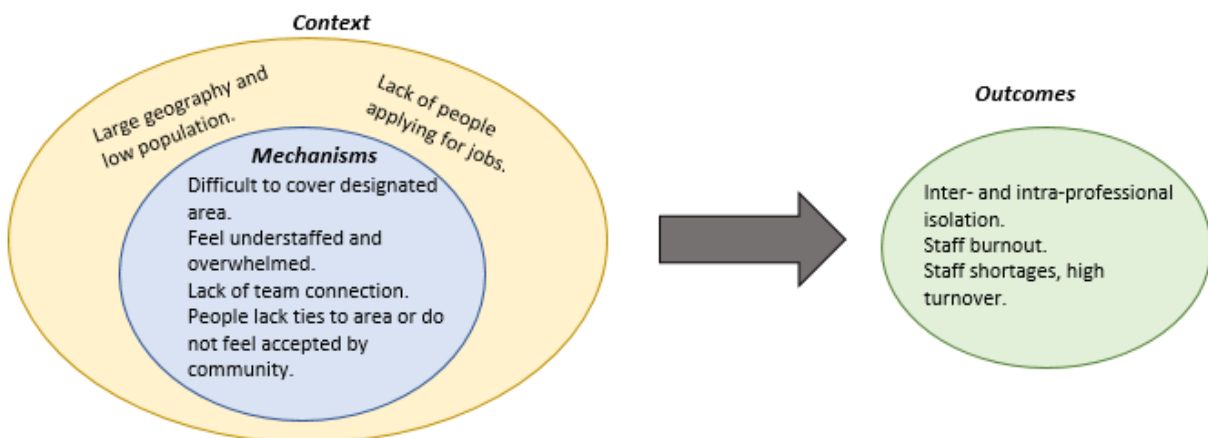 Context
Large geography and
low population.
Lack of people
applying for jobs.
Mechanisms
Difficult to cover designated
area.
Feel understaffed and
overwhelmed.
Lack of team connection.
People lack ties to area or do
not feel accepted by
community.
Outcomes
Inter- and intra-professional
isolation.
Staff burnout.
Staff shortages, high
turnover.